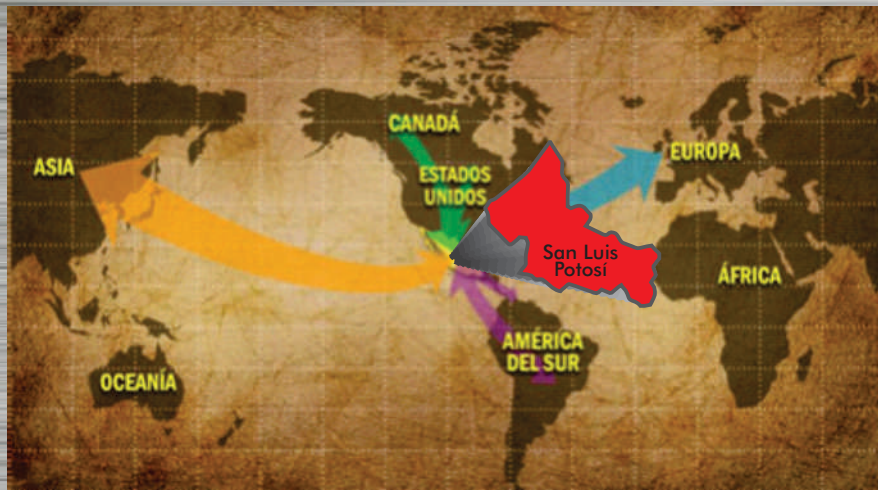 CANADÁ
ASIA
EUROPA
ESTADOS
UNIDOS
San Luis
Potosí
ÁFRICA
AMÉRICA
DEL SUR
OCEANÍA